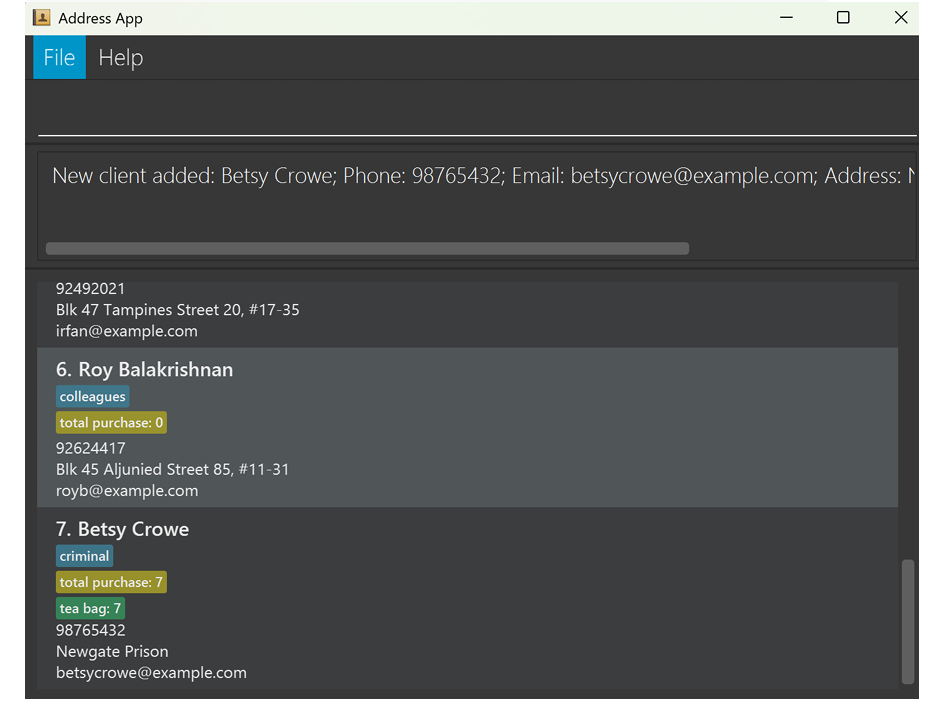 Address App
File Help
New client added: Betsy Crowe; Phone: 98765432; Email: betsycrowe@example.com; Address:
92492021
Blk 47 Tampines Street 20, #17-35
irfan@example.com
6. Roy Balakrishnan
colleagues
total purchase: 0
92624417
Blk 45 Aljunied Street 85, #11-31
royb@example.com
7. Betsy Crowe
criminal
total purchase: 7
tea bag: 7
98765432
Newgate Prison
betsycrowe@example.com